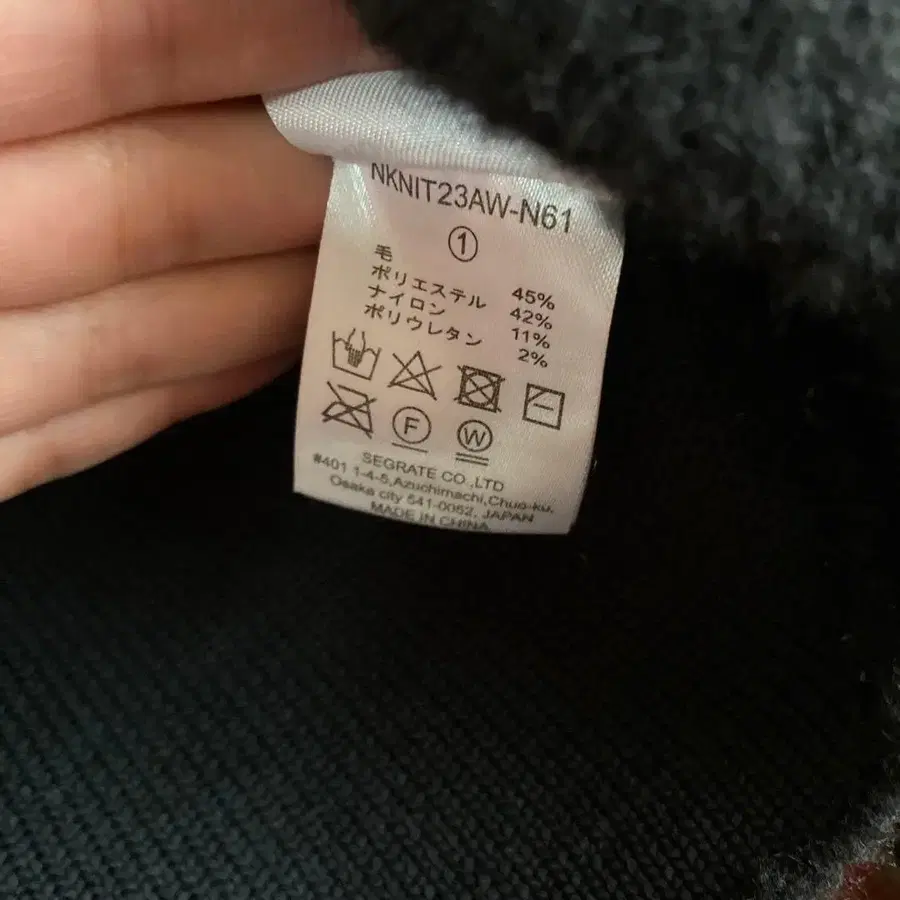 NKNIT23AW-N61
①
毛 45%
ポリエステル 42%
ナイロン 11%
ポリウレタン 2%
F W
SEGRATE CO.,LTD
#401 1-4-5,Azuchimachi,Chuo-ku,
Osaka city 541-0052, JAPAN
MADE IN CHINA